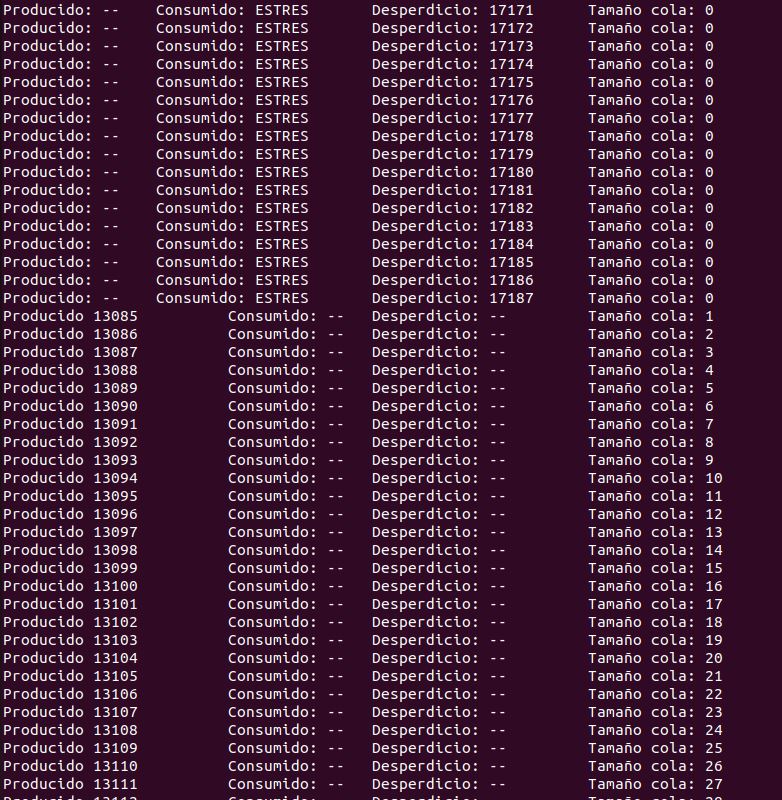 Producido: -- Consumido: ESTRES Desperdicio: 17171 Tamaño cola: 0
Producido: -- Consumido: ESTRES Desperdicio: 17172 Tamaño cola: 0
Producido: -- Consumido: ESTRES Desperdicio: 17173 Tamaño cola: 0
Producido: -- Consumido: ESTRES Desperdicio: 17174 Tamaño cola: 0
Producido: -- Consumido: ESTRES Desperdicio: 17175 Tamaño cola: 0
Producido: -- Consumido: ESTRES Desperdicio: 17176 Tamaño cola: 0
Producido: -- Consumido: ESTRES Desperdicio: 17177 Tamaño cola: 0
Producido: -- Consumido: ESTRES Desperdicio: 17178 Tamaño cola: 0
Producido: -- Consumido: ESTRES Desperdicio: 17179 Tamaño cola: 0
Producido: -- Consumido: ESTRES Desperdicio: 17180 Tamaño cola: 0
Producido: -- Consumido: ESTRES Desperdicio: 17181 Tamaño cola: 0
Producido: -- Consumido: ESTRES Desperdicio: 17182 Tamaño cola: 0
Producido: -- Consumido: ESTRES Desperdicio: 17183 Tamaño cola: 0
Producido: -- Consumido: ESTRES Desperdicio: 17184 Tamaño cola: 0
Producido: -- Consumido: ESTRES Desperdicio: 17185 Tamaño cola: 0
Producido: -- Consumido: ESTRES Desperdicio: 17186 Tamaño cola: 0
Producido: -- Consumido: ESTRES Desperdicio: 17187 Tamaño cola: 0
Producido 13085 Consumido: -- Desperdicio: -- Tamaño cola: 1
Producido 13086 Consumido: -- Desperdicio: -- Tamaño cola: 2
Producido 13087 Consumido: -- Desperdicio: -- Tamaño cola: 3
Producido 13088 Consumido: -- Desperdicio: -- Tamaño cola: 4
Producido 13089 Consumido: -- Desperdicio: -- Tamaño cola: 5
Producido 13090 Consumido: -- Desperdicio: -- Tamaño cola: 6
Producido 13091 Consumido: -- Desperdicio: -- Tamaño cola: 7
Producido 13092 Consumido: -- Desperdicio: -- Tamaño cola: 8
Producido 13093 Consumido: -- Desperdicio: -- Tamaño cola: 9
Producido 13094 Consumido: -- Desperdicio: -- Tamaño cola: 10
Producido 13095 Consumido: -- Desperdicio: -- Tamaño cola: 11
Producido 13096 Consumido: -- Desperdicio: -- Tamaño cola: 12
Producido 13097 Consumido: -- Desperdicio: -- Tamaño cola: 13
Producido 13098 Consumido: -- Desperdicio: -- Tamaño cola: 14
Producido 13099 Consumido: -- Desperdicio: -- Tamaño cola: 15
Producido 13100 Consumido: -- Desperdicio: -- Tamaño cola: 16
Producido 13101 Consumido: -- Desperdicio: -- Tamaño cola: 17
Producido 13102 Consumido: -- Desperdicio: -- Tamaño cola: 18
Producido 13103 Consumido: -- Desperdicio: -- Tamaño cola: 19
Producido 13104 Consumido: -- Desperdicio: -- Tamaño cola: 20
Producido 13105 Consumido: -- Desperdicio: -- Tamaño cola: 21
Producido 13106 Consumido: -- Desperdicio: -- Tamaño cola: 22
Producido 13107 Consumido: -- Desperdicio: -- Tamaño cola: 23
Producido 13108 Consumido: -- Desperdicio: -- Tamaño cola: 24
Producido 13109 Consumido: -- Desperdicio: -- Tamaño cola: 25
Producido 13110 Consumido: -- Desperdicio: -- Tamaño cola: 26
Producido 13111 Consumido: -- Desperdicio: -- Tamaño cola: 27